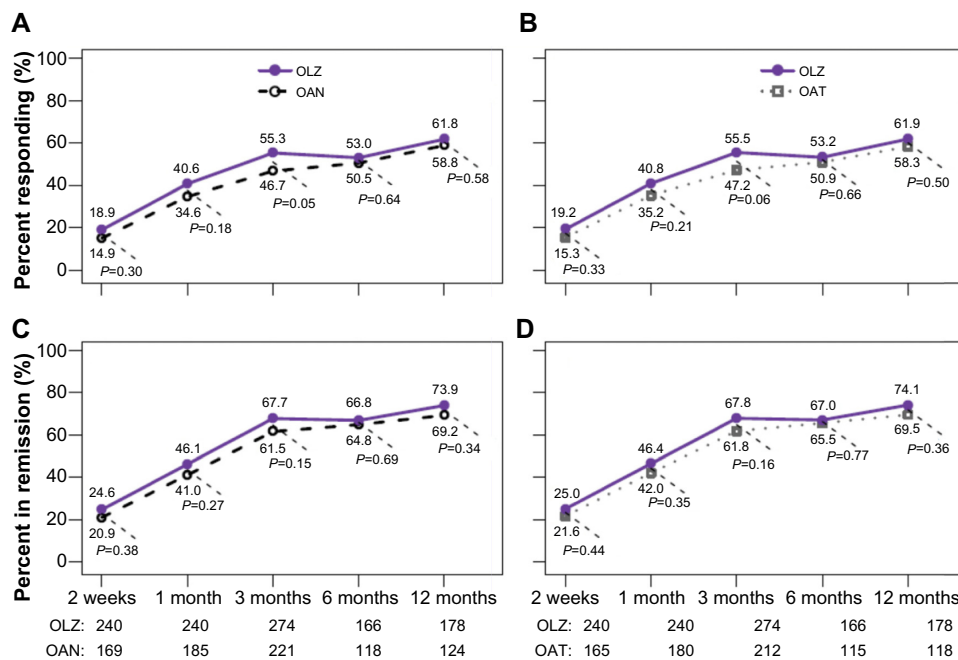 A
Percent responding (%)
100
80
60
40
20
0
OLZ
OAN
18.9
40.6
55.3
53.0
61.8
14.9
34.6
46.7
50.5
58.8
P=0.30
P=0.18
P=0.05
P=0.64
P=0.58
B
OLZ
OAT
19.2
40.8
55.5
53.2
61.9
15.3
35.2
47.2
50.9
58.3
P=0.33
P=0.21
P=0.06
P=0.66
P=0.50
C
Percent in remission (%)
100
80
60
40
20
0
24.6
46.1
67.7
66.8
73.9
20.9
41.0
61.5
64.8
69.2
P=0.38
P=0.27
P=0.15
P=0.69
P=0.34
D
25.0
46.4
67.8
67.0
74.1
21.6
42.0
61.8
65.5
69.5
P=0.44
P=0.35
P=0.16
P=0.77
P=0.36
2 weeks 1 month 3 months 6 months 12 months
OLZ: 240 240 274 166 178
OAN: 169 185 221 118 124
2 weeks 1 month 3 months 6 months 12 months
OLZ: 240 240 274 166 178
OAT: 165 180 212 115 118